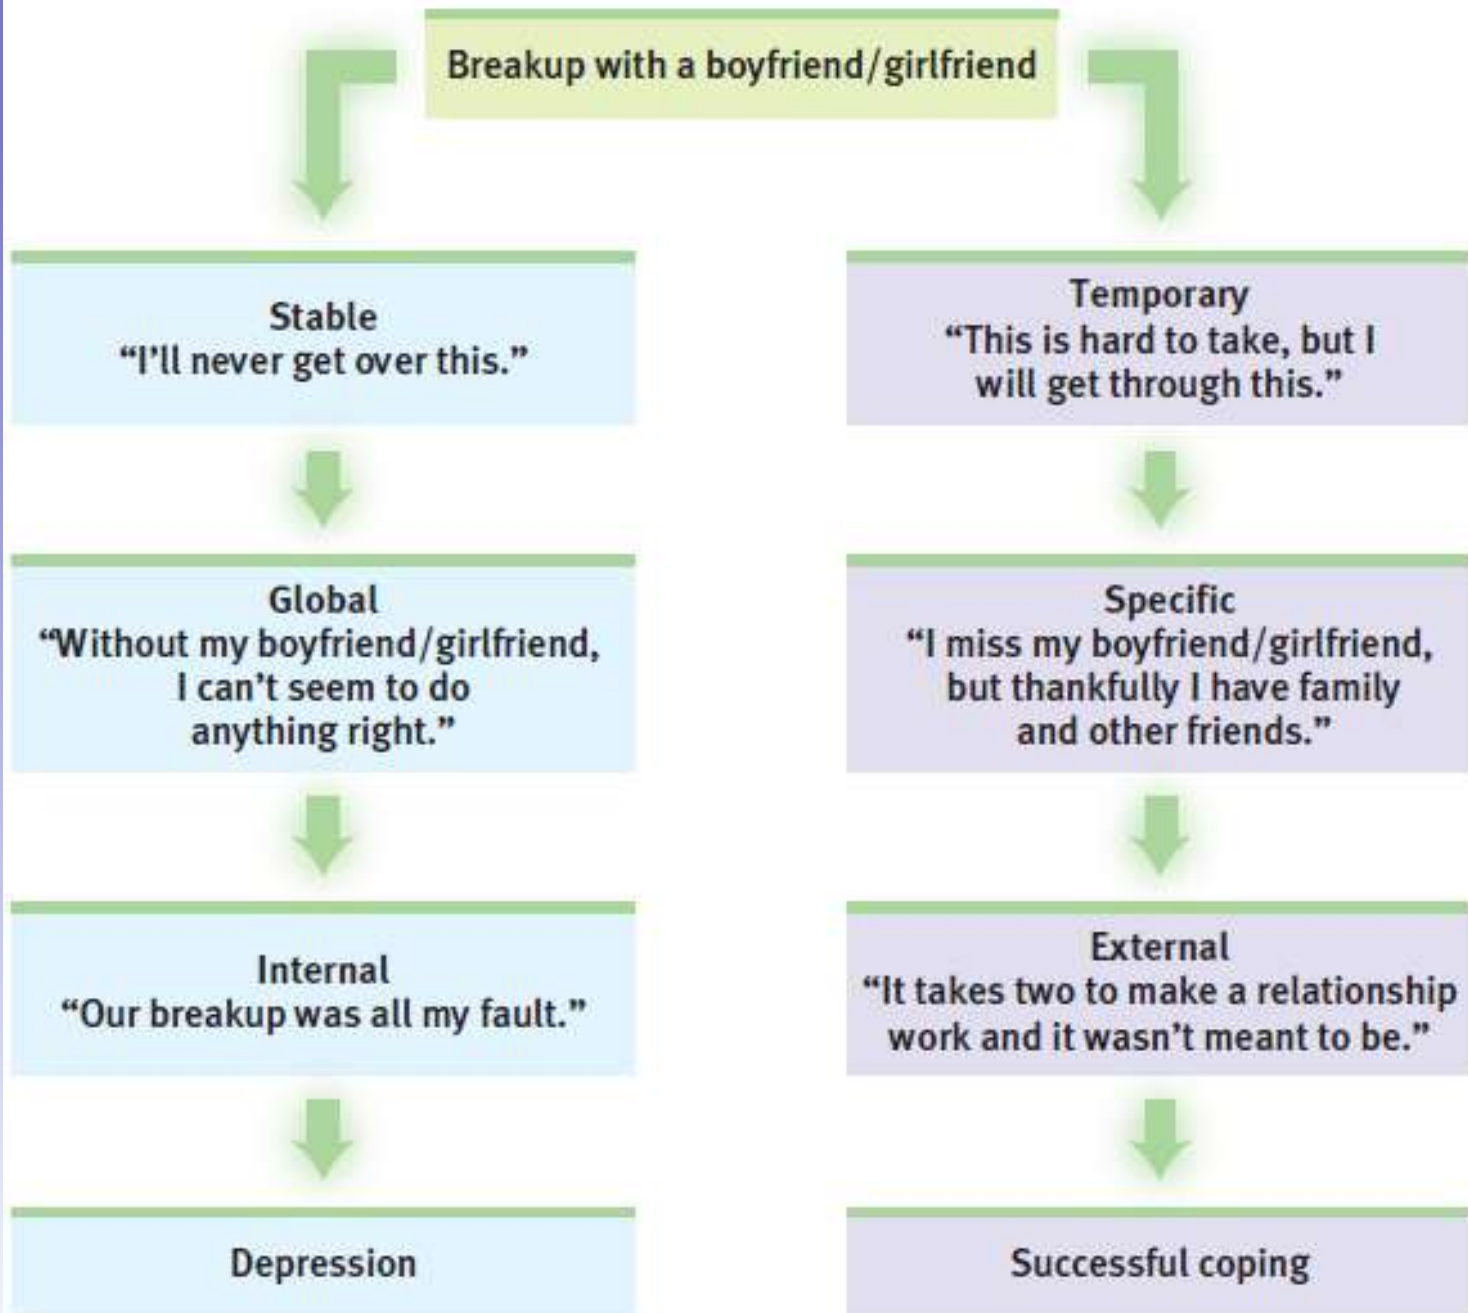 Breakup with a boyfriend/girlfriend
Stable
“I’ll never get over this.”
Global
“Without my boyfriend/girlfriend,
I can’t seem to do
anything right.”
Internal
“Our breakup was all my fault.”
Depression
Temporary
“This is hard to take, but I
will get through this.”
Specific
“I miss my boyfriend/girlfriend,
but thankfully I have family
and other friends.”
External
“It takes two to make a relationship
work and it wasn’t meant to be.”
Successful coping